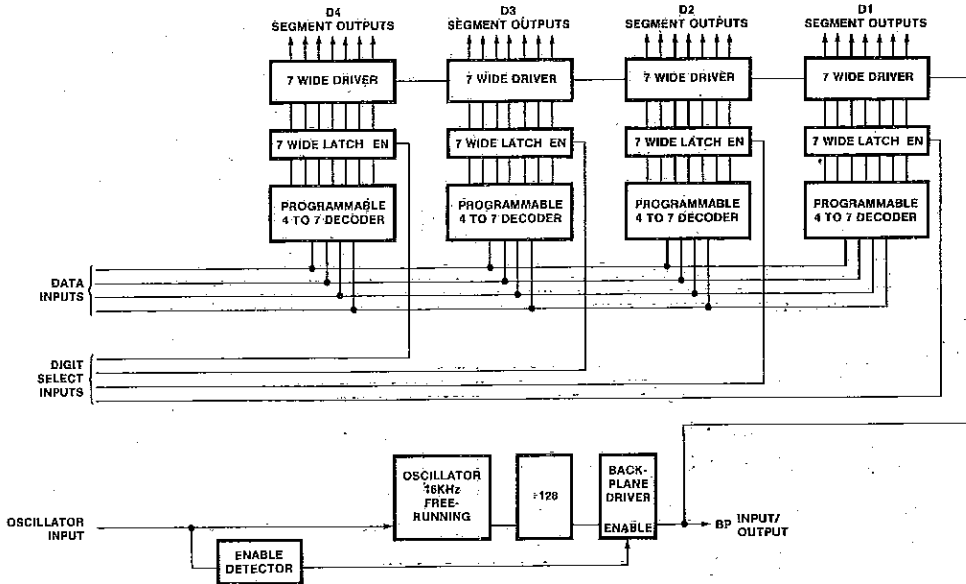 D4
SEGMENT OUTPUTS
D3
SEGMENT OUTPUTS
D2
SEGMENT OUTPUTS
D1
SEGMENT OUTPUTS
7 WIDE DRIVER
7 WIDE DRIVER
7 WIDE DRIVER
7 WIDE DRIVER
7 WIDE LATCH EN
7 WIDE LATCH EN
7 WIDE LATCH EN
7 WIDE LATCH EN
PROGRAMMABLE
4 TO 7 DECODER
PROGRAMMABLE
4 TO 7 DECODER
PROGRAMMABLE
4 TO 7 DECODER
PROGRAMMABLE
4 TO 7 DECODER
DATA
INPUTS
DIGIT
SELECT
INPUTS
OSCILLATOR
INPUT
OSCILLATOR
16KHz
FREE-
RUNNING
÷128
BACK-
PLANE
DRIVER
ENABLE
BP INPUT/
OUTPUT
ENABLE
DETECTOR